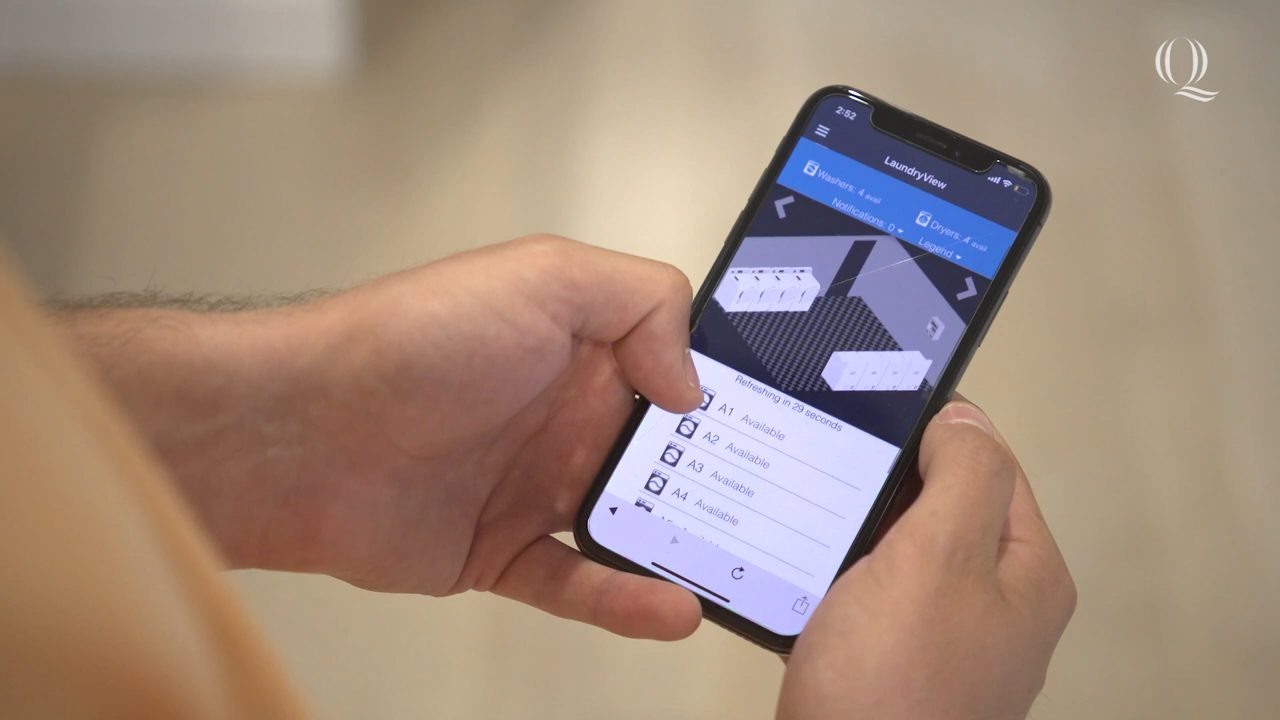 Q
2:52
LaundryView
Washers: 4 avail
Dryers: 4 avail
Notifications: 0
Legend
Refreshing in 29 seconds
A1 Available
A2 Available
A3 Available
A4 Available